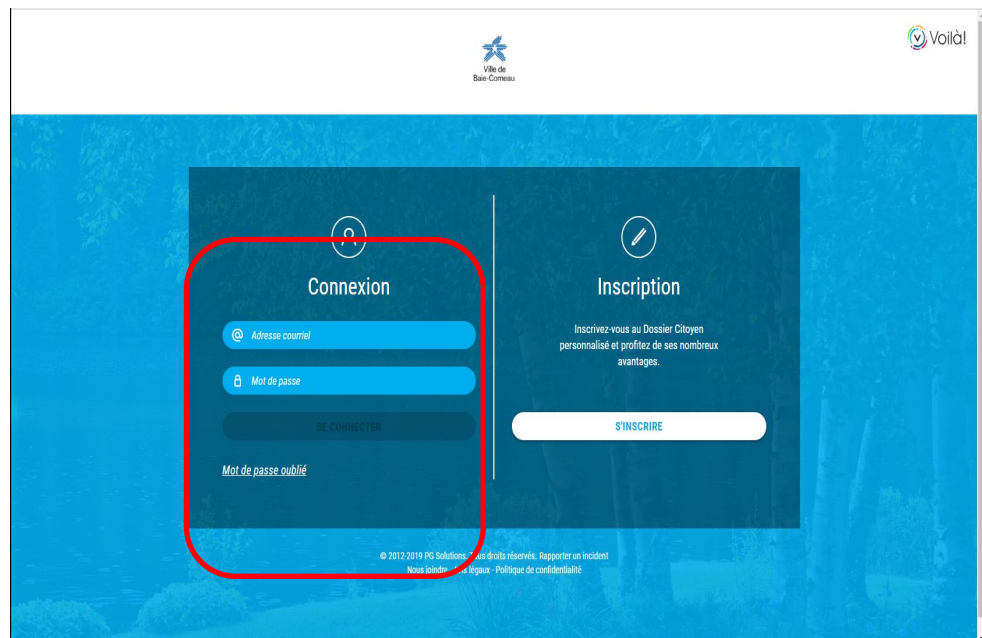 Ville de
Baie-Comeau
Voilà!
Connexion
Adresse courriel
Mot de passe
SE CONNECTER
Mot de passe oublié
Inscription
Inscrivez-vous au Dossier Citoyen
personnalisé et profitez de ses nombreux
avantages.
S'INSCRIRE
© 2012-2019 PG Solutions. Tous droits réservés. Rapporter un incident
Nous joindre - Avis légaux - Politique de confidentialité